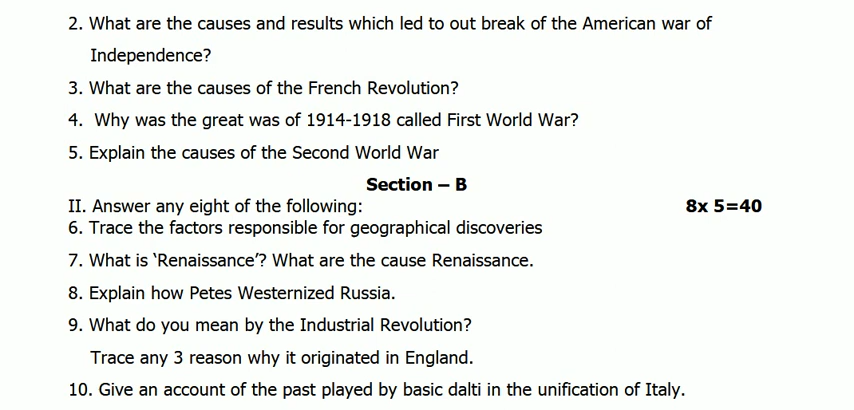 2. What are the causes and results which led to out break of the American war of
Independence?
3. What are the causes of the French Revolution?
4. Why was the great was of 1914-1918 called First World War?
5. Explain the causes of the Second World War
Section – B
II. Answer any eight of the following: 8x 5=40
6. Trace the factors responsible for geographical discoveries
7. What is ‘Renaissance’? What are the cause Renaissance.
8. Explain how Petes Westernized Russia.
9. What do you mean by the Industrial Revolution?
Trace any 3 reason why it originated in England.
10. Give an account of the past played by basic dalti in the unification of Italy.